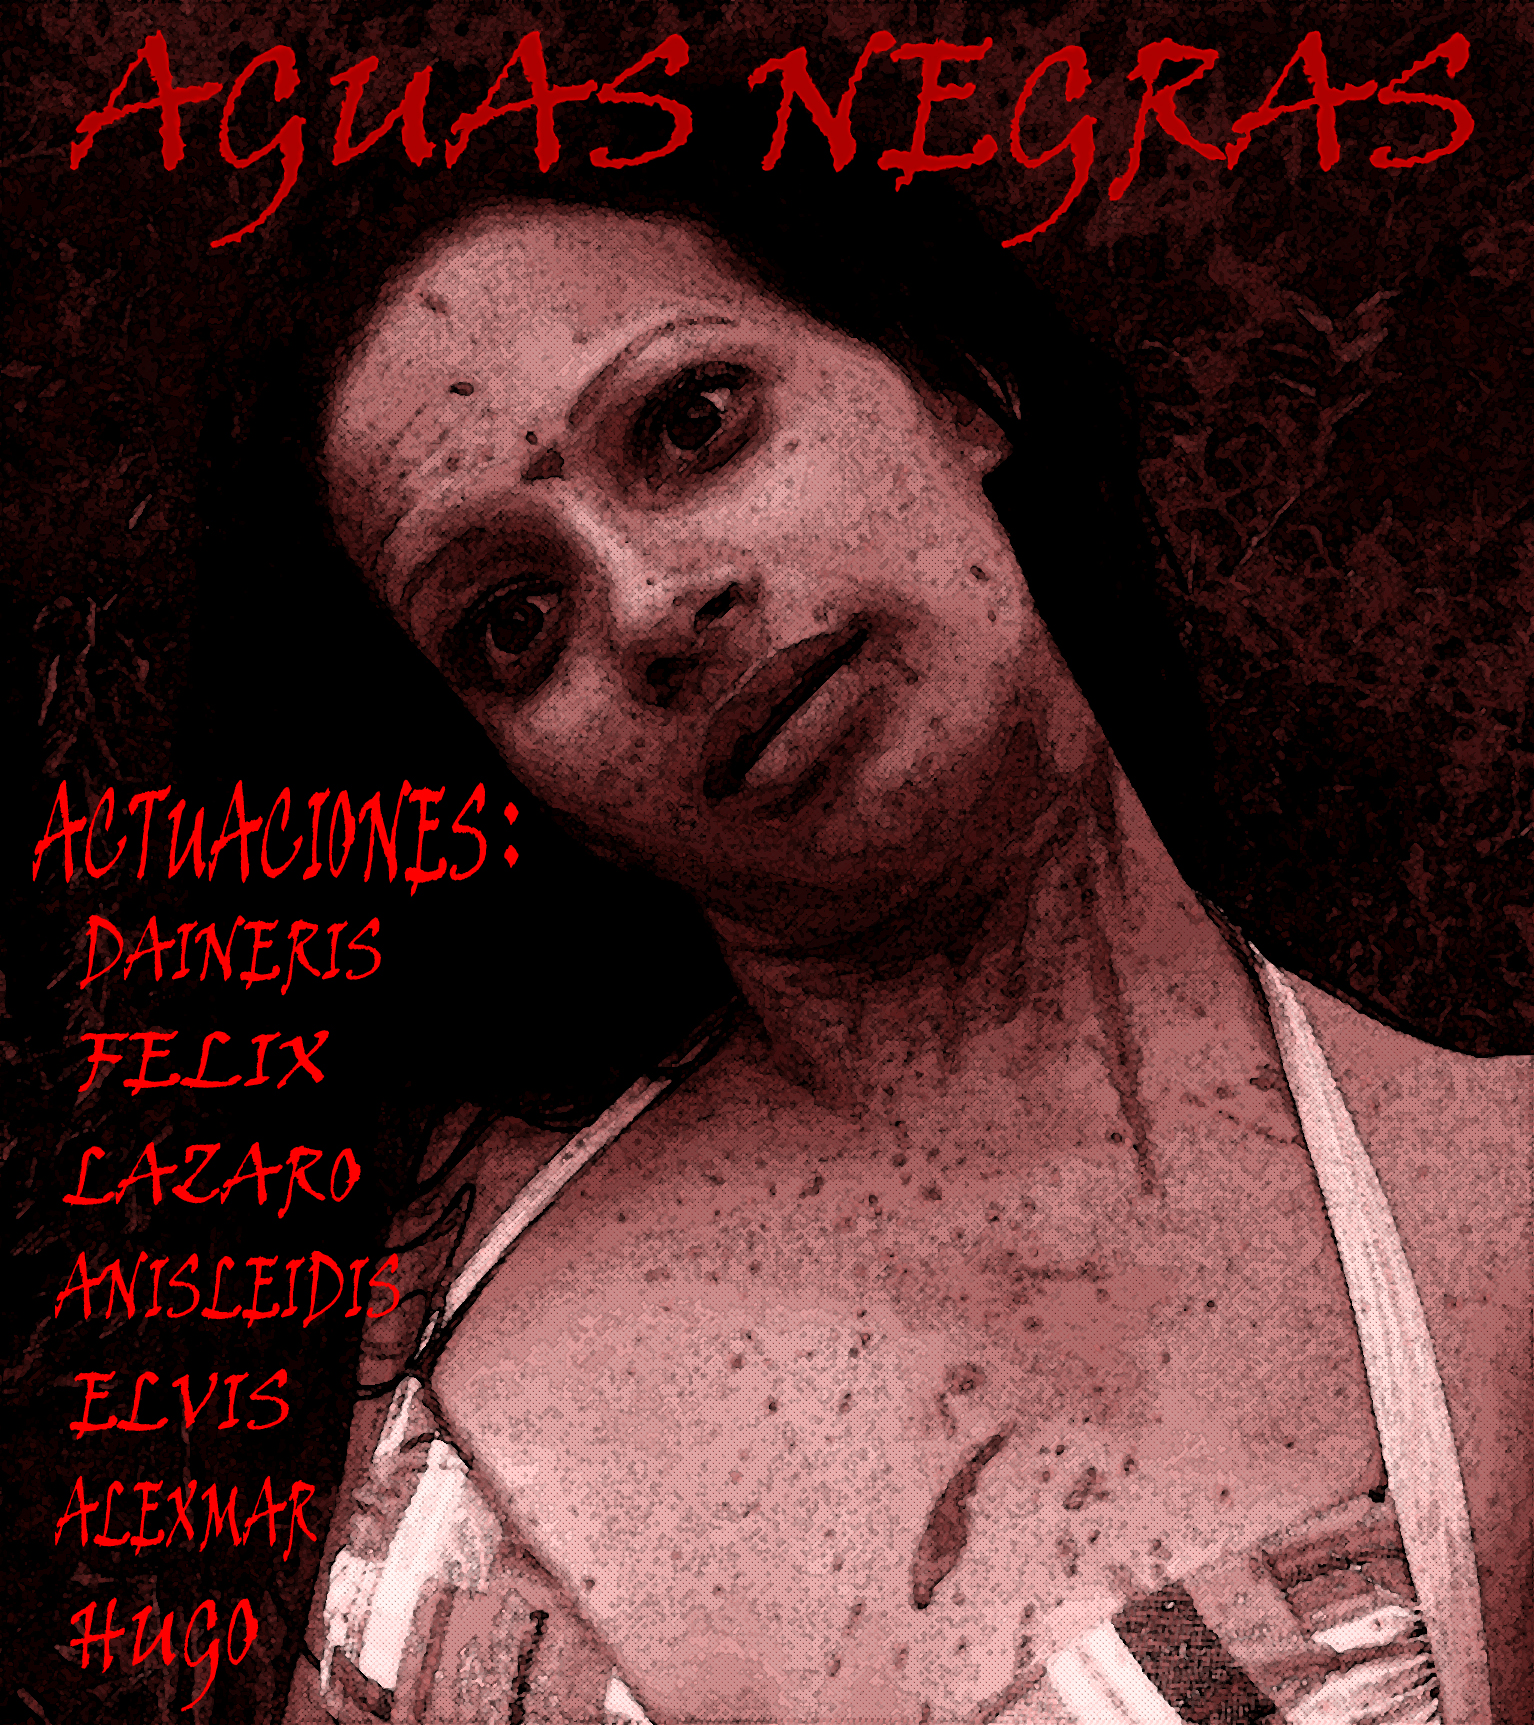 AGUAS NEGRAS
ACTUACIONES:
DAINERIS
FELIX
LAZARO
ANISLEIDIS
ELVIS
ALEXMAR
HUGO